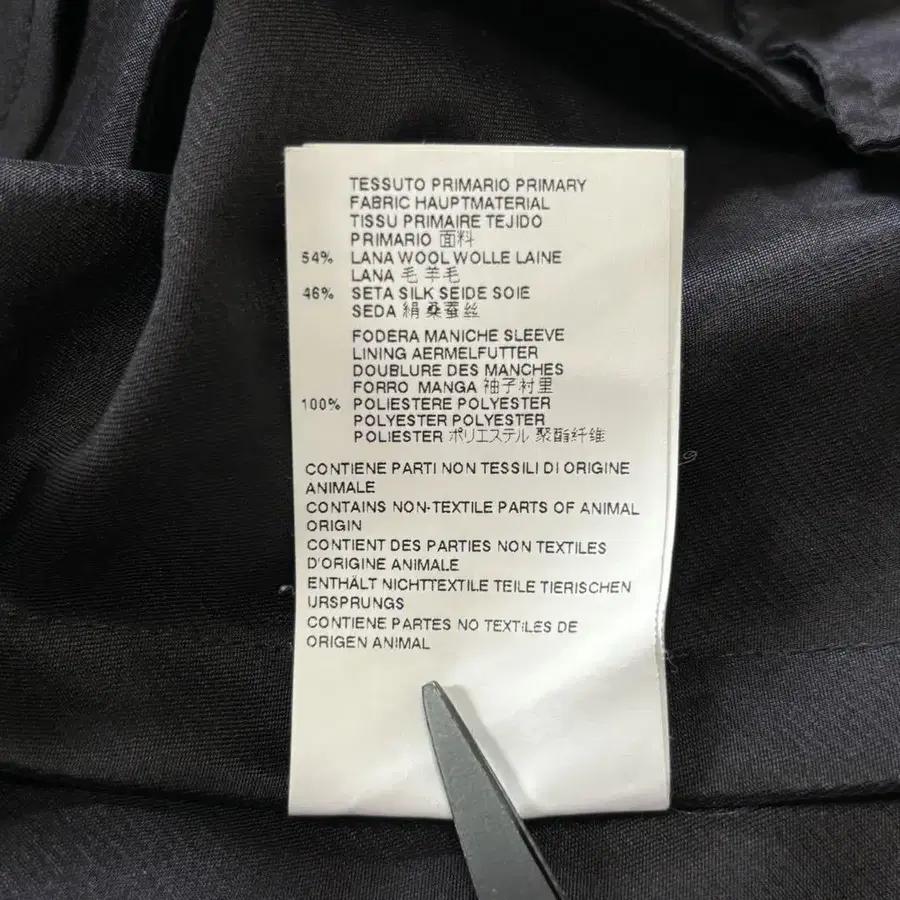 TESSUTO PRIMARIO PRIMARY
FABRIC HAUPTMATERIAL
TISSU PRIMAIRE TEJIDO
PRIMARIO 面料
54% LANA WOOL WOLLE LAINE
LANA 毛 羊毛
46% SETA SILK SEIDE SOIE
SEDA 絹 桑蚕丝
FODERA MANICHE SLEEVE
LINING AERMELFUTTER
DOUBLURE DES MANCHES
FORRO MANGA 袖子衬里
100% POLIESTERE POLYESTER
POLYESTER POLYESTER
POLIESTER ポリエステル 聚酯纤维
CONTIENE PARTI NON TESSILI DI ORIGINE
ANIMALE
CONTAINS NON-TEXTILE PARTS OF ANIMAL
ORIGIN
CONTIENT DES PARTIES NON TEXTILES
D'ORIGINE ANIMALE
ENTHÄLT NICHTTEXTILE TEILE TIERISCHEN
URSPRUNGS
CONTIENE PARTES NO TEXTILES DE
ORIGEN ANIMAL